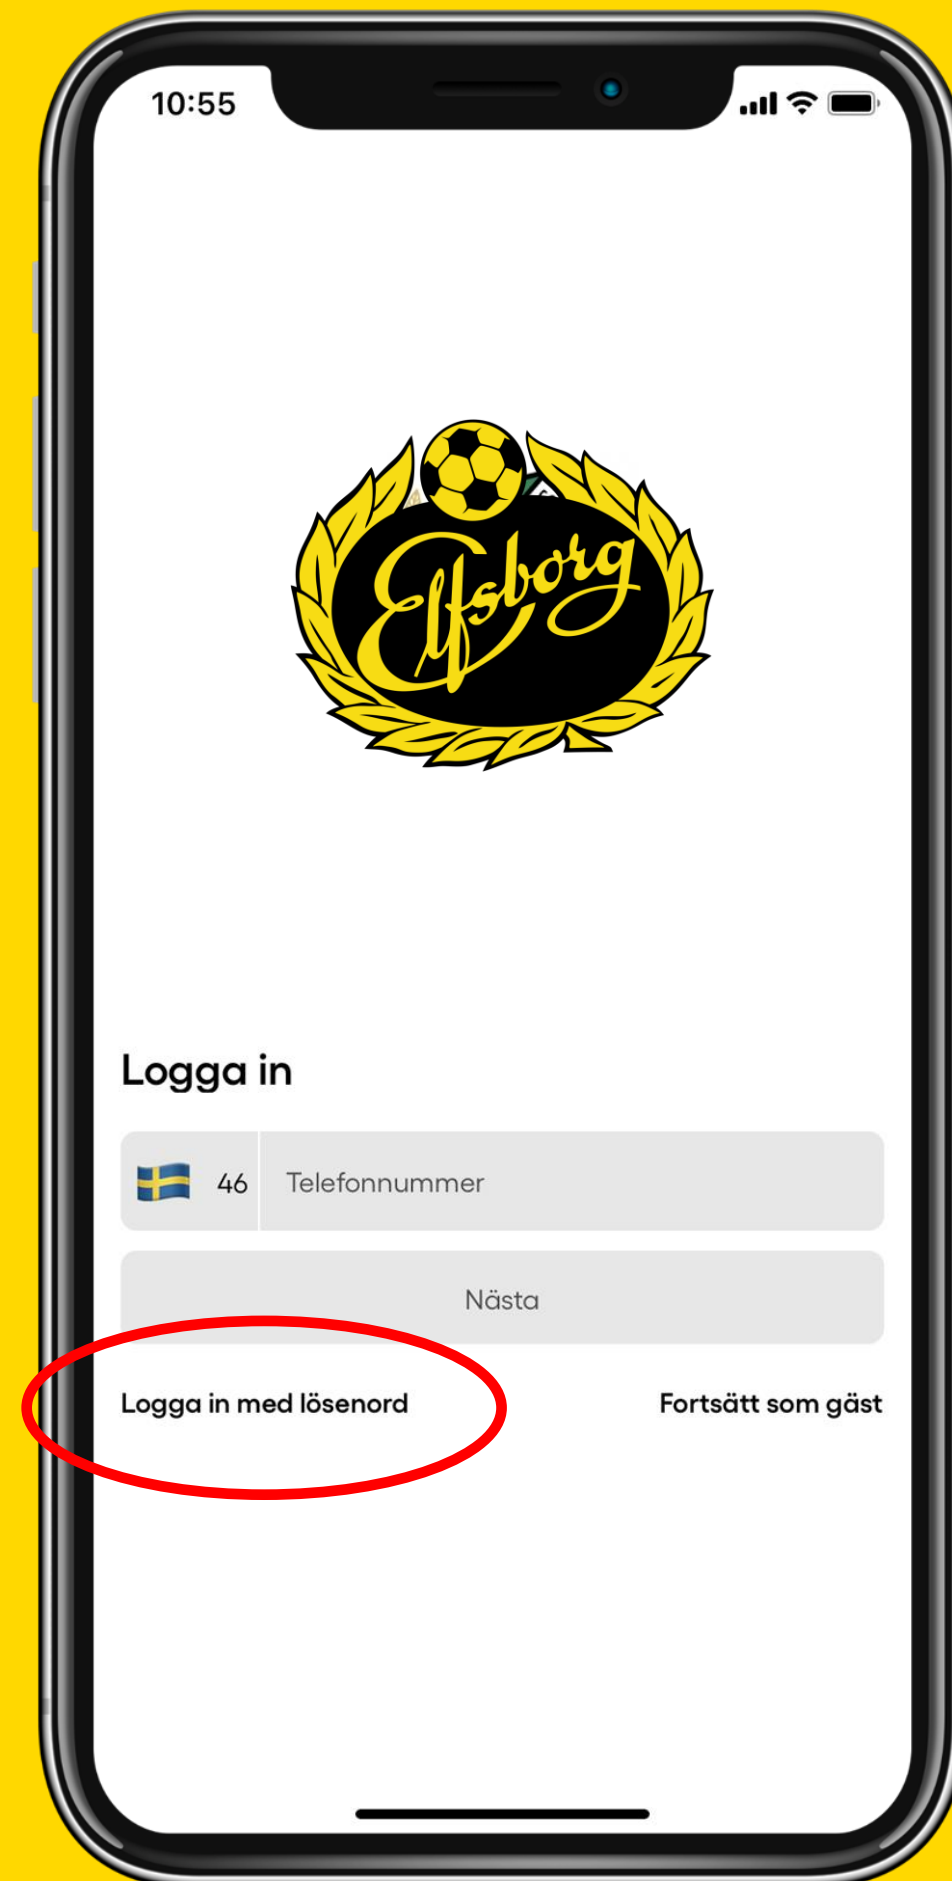 10:55
Elfsborg
Logga in
46 Telefonnummer
Nästa
Logga in med lösenord Fortsätt som gäst